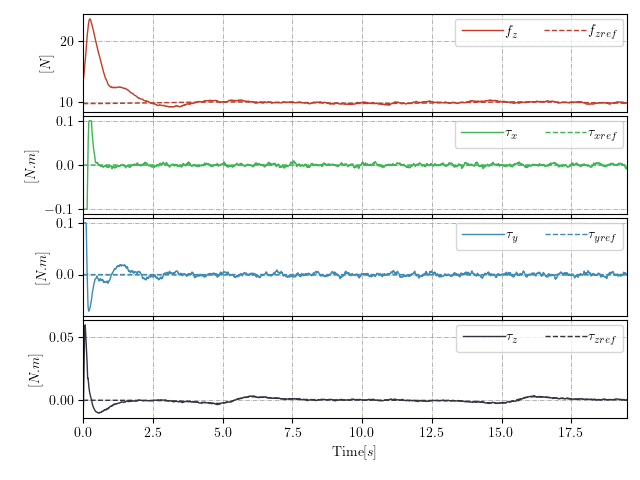 20
10
[N]
f_z
f_zref
0.1
0.0
−0.1
[N.m]
τ_x
τ_xref
0.1
0.0
[N.m]
τ_y
τ_yref
0.05
0.00
[N.m]
τ_z
τ_zref
0.0 2.5 5.0 7.5 10.0 12.5 15.0 17.5
Time[s]